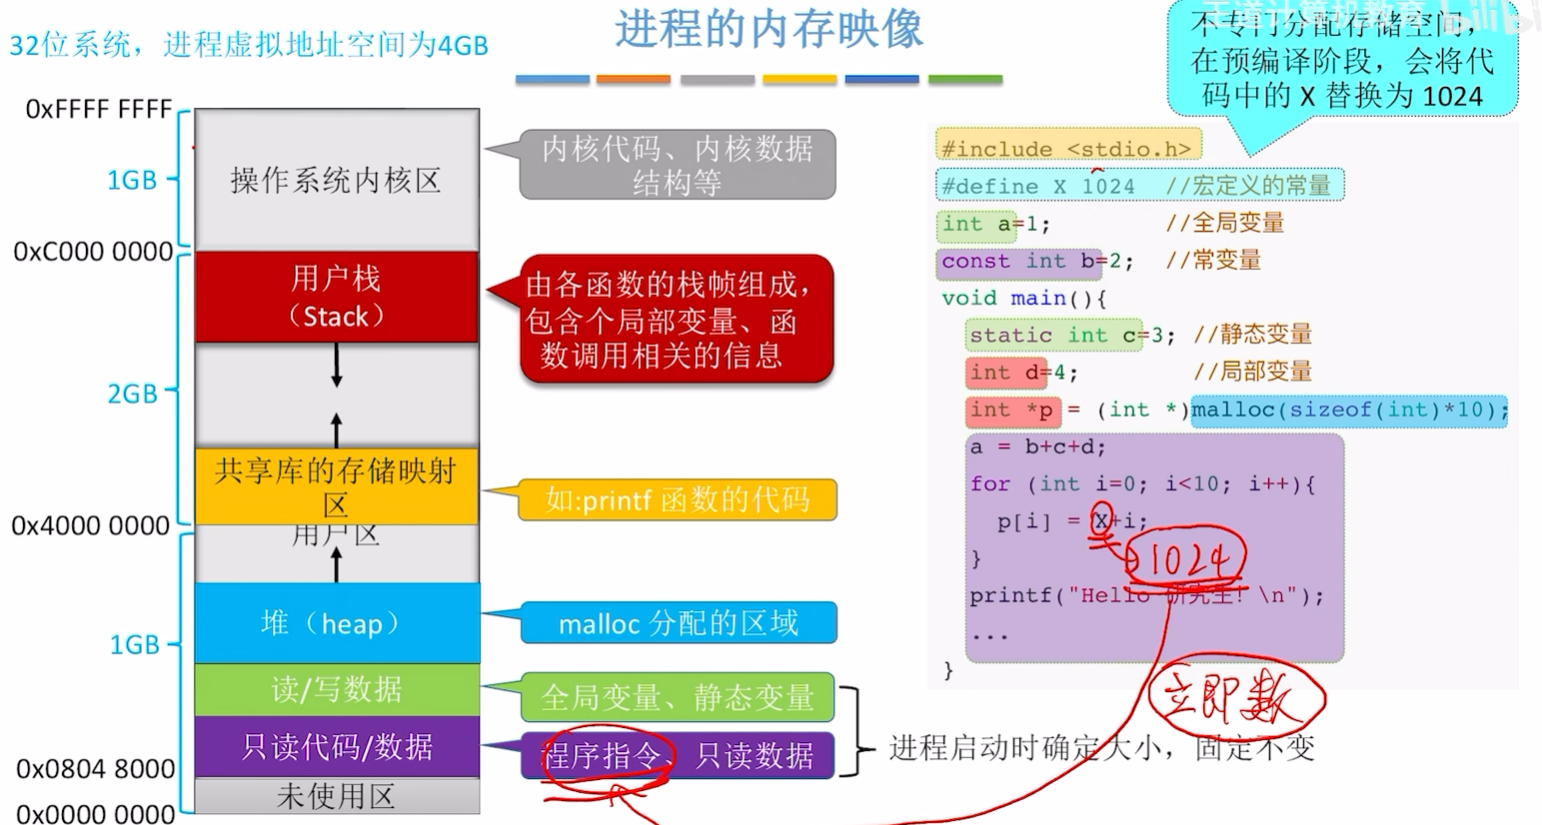 进程的内存映像
32位系统，进程虚拟地址空间为4GB
0xFFFF FFFF
1GB
0xC000 0000
2GB
0x4000 0000
1GB
0x0804 8000
0x0000 0000
操作系统内核区
用户栈
（Stack）
共享库的存储映射
区
用户区
堆（heap）
读/写数据
只读代码/数据
未使用区
内核代码、内核数据
结构等
由各函数的栈帧组成，
包含个局部变量、函
数调用相关的信息
如:printf 函数的代码
malloc 分配的区域
全局变量、静态变量
程序指令、只读数据
进程启动时确定大小，固定不变
王道计算机教育 bilibili
不专门分配存储空间，
在预编译阶段，会将代
码中的 X 替换为 1024
#include <stdio.h>
#define X 1024 //宏定义的常量
int a=1; //全局变量
const int b=2; //常变量
void main(){
static int c=3; //静态变量
int d=4; //局部变量
int *p = (int *)malloc(sizeof(int)*10);
a = b+c+d;
for (int i=0; i<10; i++){
p[i] = X+i;
}
1024
printf("Hello 研究生! \n");
...
}
立即数